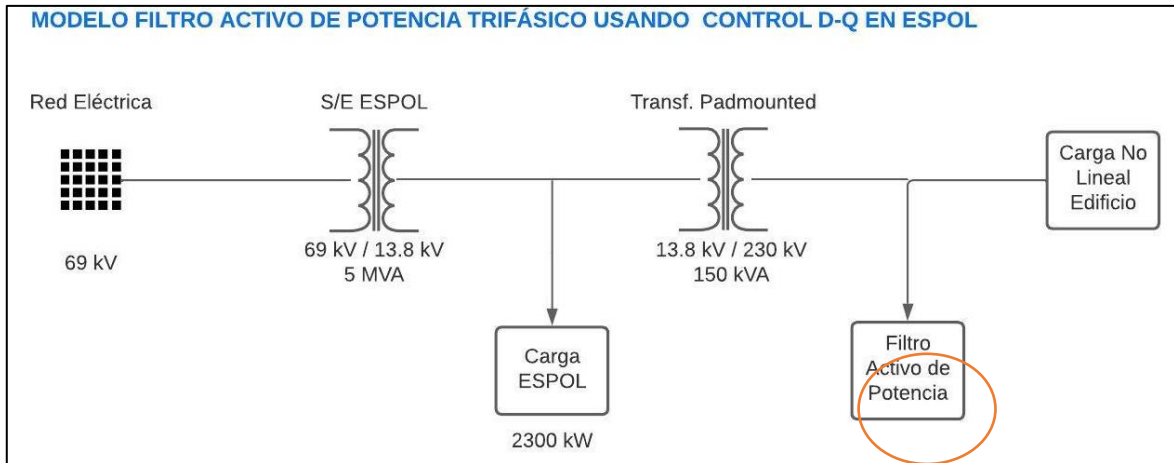 MODELO FILTRO ACTIVO DE POTENCIA TRIFÁSICO USANDO CONTROL D-Q EN ESPOL
Red Eléctrica
S/E ESPOL
Transf. Padmounted
Carga No
Lineal
Edificio
69 kV
69 kV / 13.8 kV
5 MVA
13.8 kV / 230 kV
150 kVA
Carga
ESPOL
2300 kW
Filtro
Activo de
Potencia